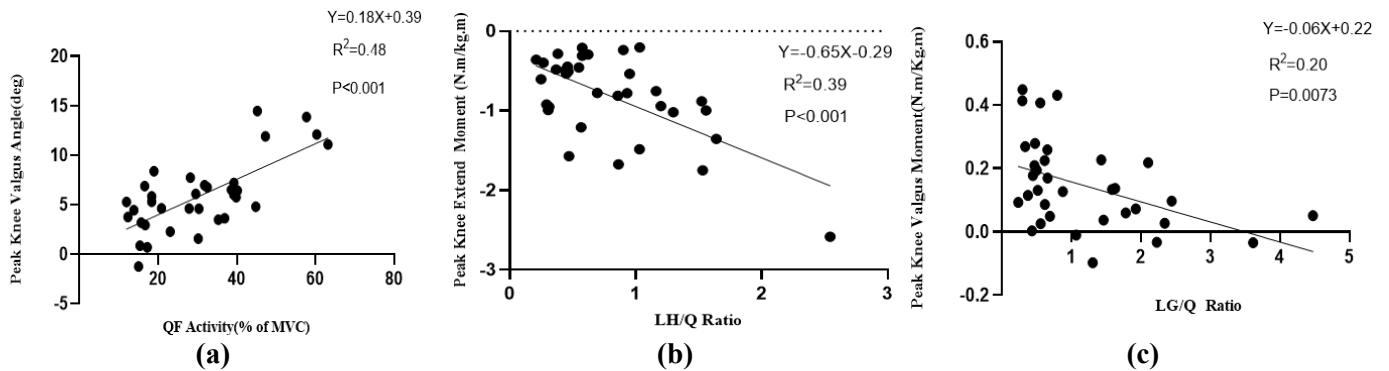 Y=0.18X+0.39
R²=0.48
P<0.001
20
15
10
5
0
-5
20
40
60
80
Peak Knee Valgus Angle(deg)
QF Activity(% of MVC)
(a)
Y=-0.65X-0.29
R²=0.39
P<0.001
0
-1
-2
-3
0
1
2
3
Peak Knee Extend Moment (N.m/kg.m)
LH/Q Ratio
(b)
Y=-0.06X+0.22
R²=0.20
P=0.0073
0.6
0.4
0.2
0.0
-0.2
1
2
3
4
5
Peak Knee Valgus Moment(N.m/Kg.m)
LG/Q Ratio
(c)